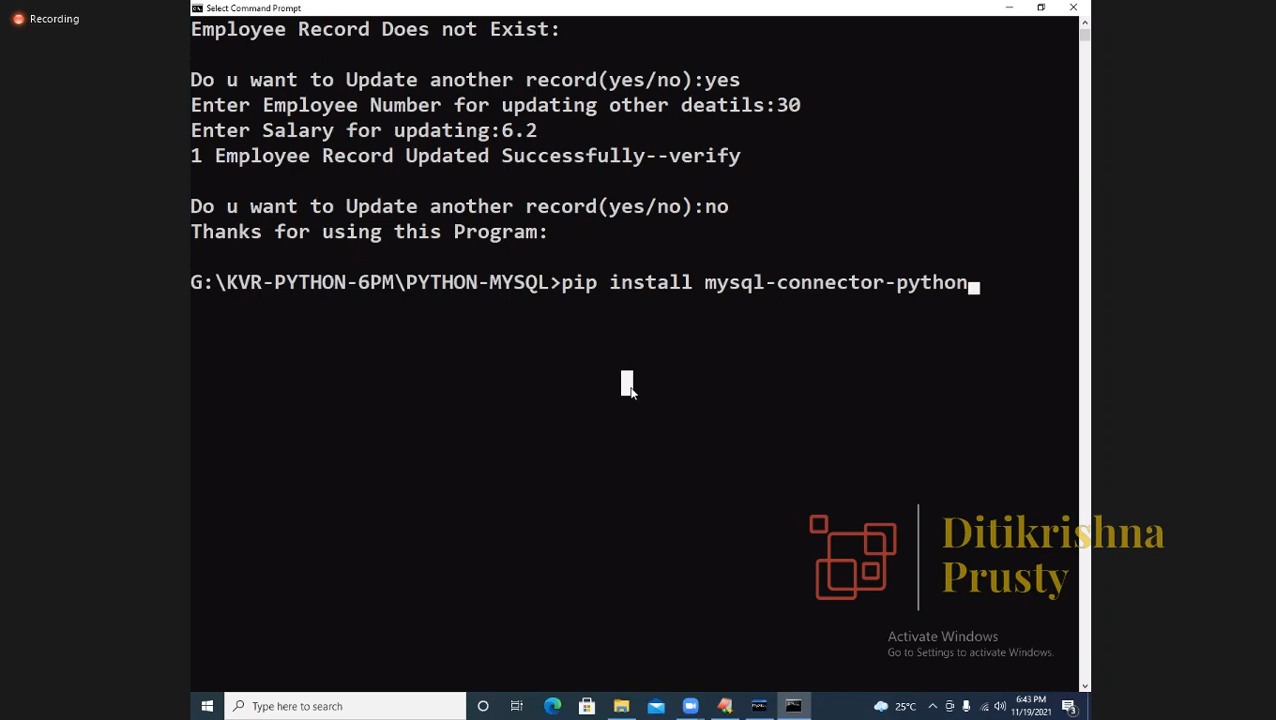 Recording
Select Command Prompt
Employee Record Does not Exist:
Do u want to Update another record(yes/no):yes
Enter Employee Number for updating other deatils:30
Enter Salary for updating:6.2
1 Employee Record Updated Successfully--verify
Do u want to Update another record(yes/no):no
Thanks for using this Program:
G:\KVR-PYTHON-6PM\PYTHON-MYSQL>pip install mysql-connector-python
Ditikrishna
Prusty
Activate Windows
Go to Settings to activate Windows.
Type here to search
25°C
6:43 PM
11/19/2021